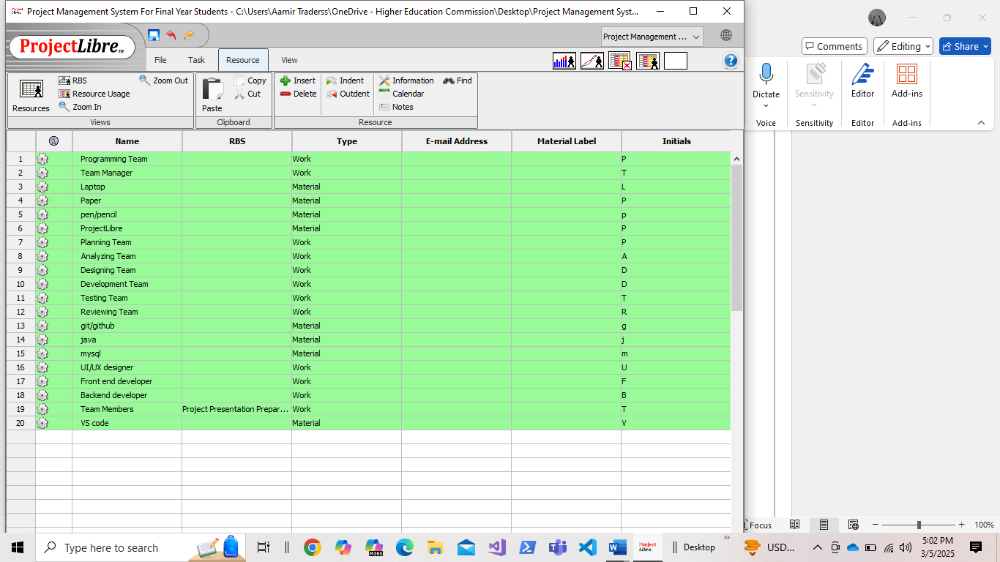 Project Management System For Final Year Students - C:\Users\Aamir Traderss\OneDrive - Higher Education Commission\Desktop\Project Management Syst...
ProjectLibre™
Project Management ...
File Task Resource View
Comments Editing Share
Resources
RBS
Resource Usage
Zoom In
Zoom Out
Views
Paste
Copy
Cut
Clipboard
Insert
Delete
Indent
Outdent
Information
Calendar
Notes
Find
Resource
Dictate Sensitivity Editor Add-ins
Voice Sensitivity Editor Add-ins
Name RBS Type E-mail Address Material Label Initials
1 Programming Team Work P
2 Team Manager Work T
3 Laptop Material L
4 Paper Material P
5 pen/pencil Material p
6 ProjectLibre Material P
7 Planning Team Work P
8 Analyzing Team Work A
9 Designing Team Work D
10 Development Team Work D
11 Testing Team Work T
12 Reviewing Team Work R
13 git/github Material g
14 java Material j
15 mysql Material m
16 UI/UX designer Work U
17 Front end developer Work F
18 Backend developer Work B
19 Team Members Project Presentation Prepar... Work T
20 VS code Material V
Focus 100%
Type here to search
M365
Project Libre
Desktop
USD...
5:02 PM
3/5/2025